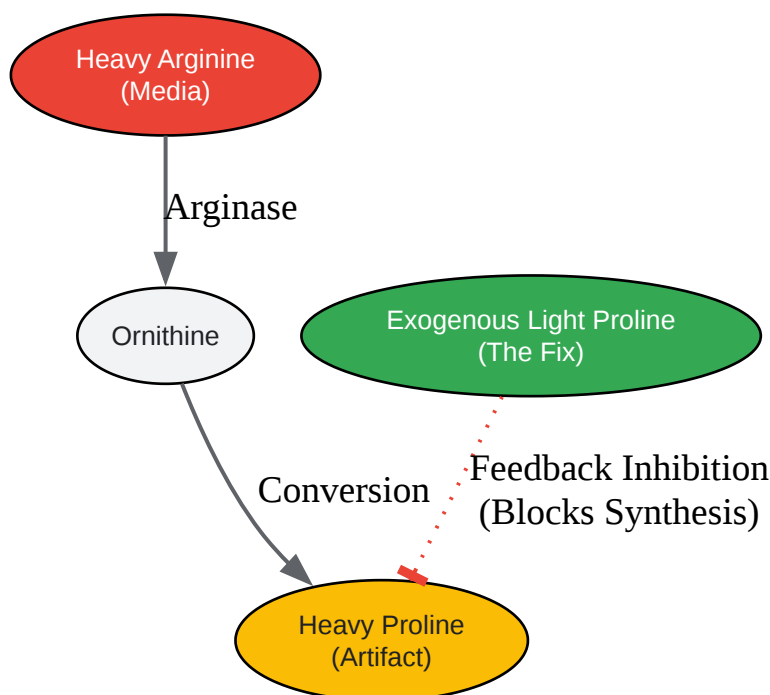 Heavy Arginine
(Media)
Arginase
Ornithine
Exogenous Light Proline
(The Fix)
Conversion
Feedback Inhibition
(Blocks Synthesis)
Heavy Proline
(Artifact)